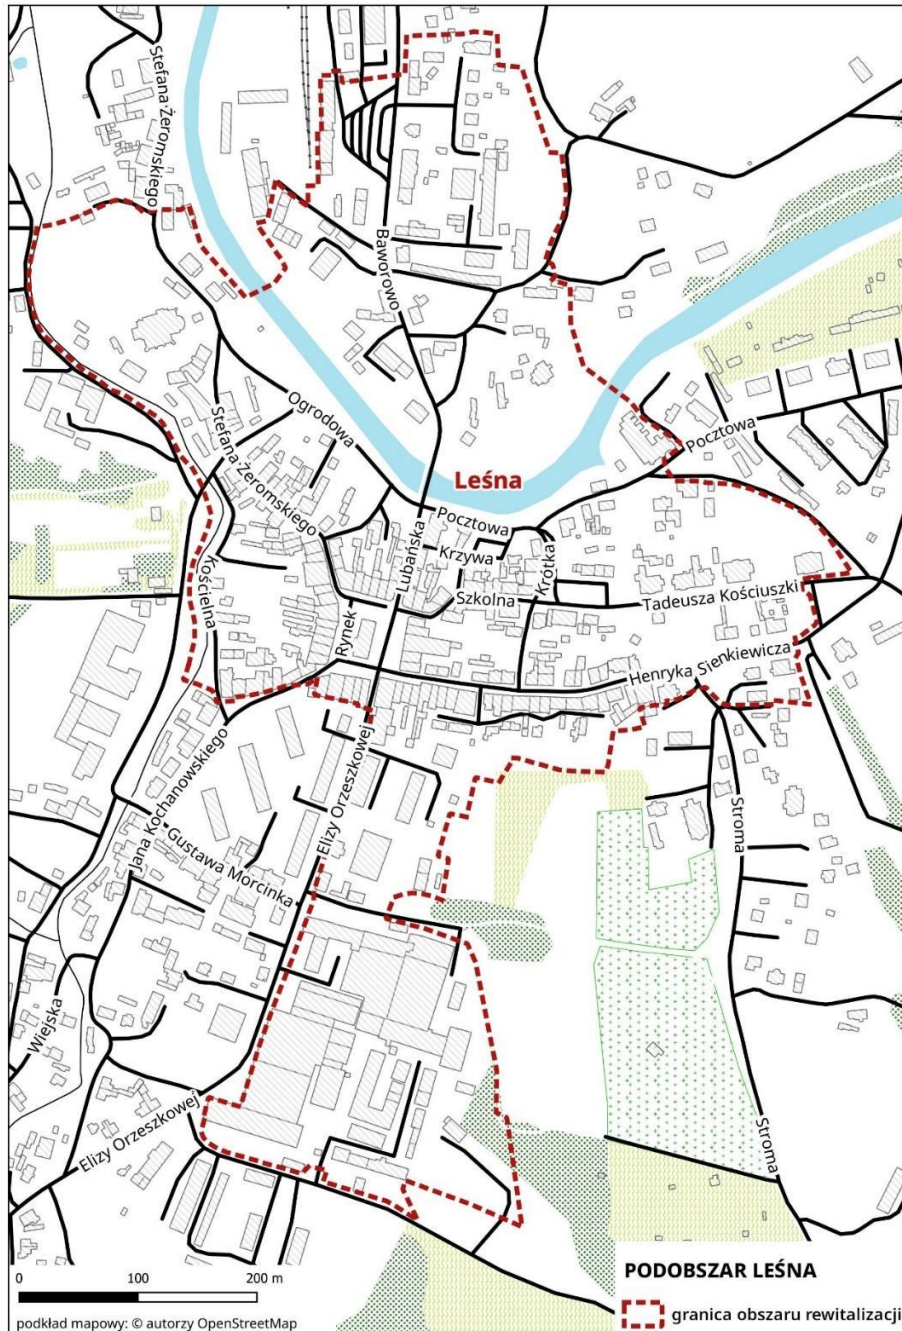 Stefana Żeromskiego
Baworowo
Ogrodowa
Stefana Żeromskiego
Leśna
Pocztowa
Pocztowa
Lubańska
Krzywa
Krótka
Szkolna
Kościelna
Rynek
Tadeusza Kościuszki
Henryka Sienkiewicza
Jana Kochanowskiego
Elizy Orzeszkowej
Gustawa Morcinka
Stroma
Wiejska
Elizy Orzeszkowej
Stroma
0 100 200 m
podkład mapowy: © autorzy OpenStreetMap
PODOBSZAR LEŚNA
granica obszaru rewitalizacji